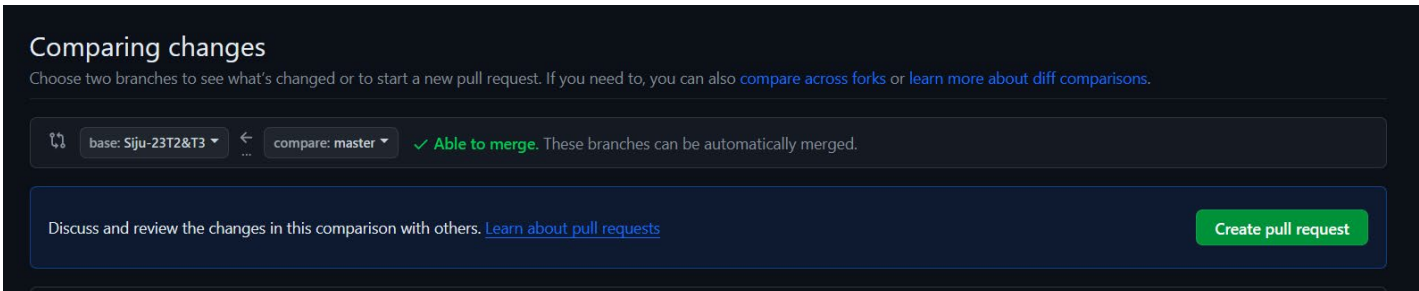 Comparing changes
Choose two branches to see what's changed or to start a new pull request. If you need to, you can also compare across forks or learn more about diff comparisons.
base: Siju-23T2&T3 ← compare: master ✓ Able to merge. These branches can be automatically merged.
Discuss and review the changes in this comparison with others. Learn about pull requests Create pull request